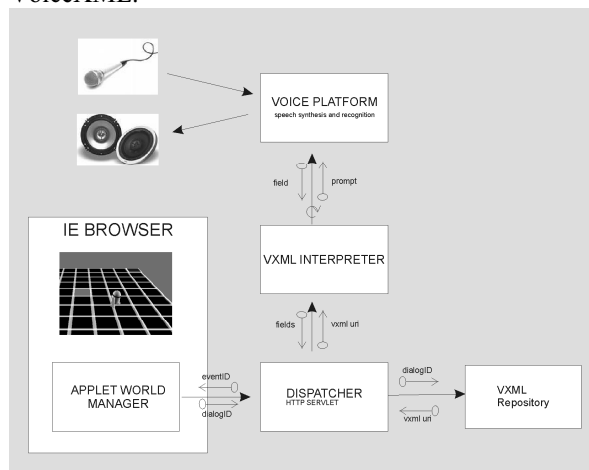 VOICE PLATFORM
speech synthesis and recognition
field
prompt
IE BROWSER
VXML INTERPRETER
fields
vxml uri
APPLET WORLD
MANAGER
eventID
dialogID
DISPATCHER
HTTP SERVLET
dialogID
vxml uri
VXML
Repository